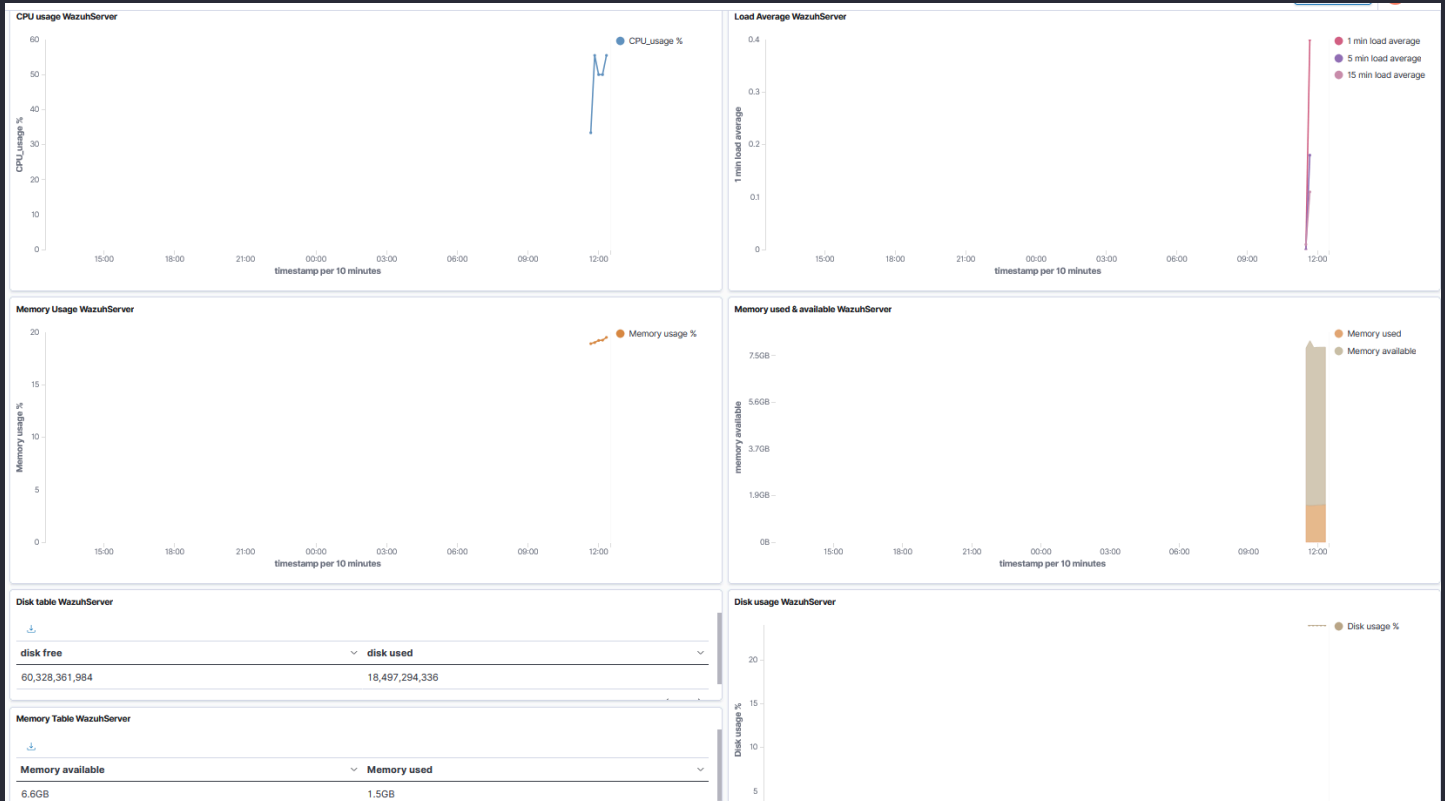 CPU usage WazuhServer
60
50
40
30
20
10
0
CPU_usage %
15:00 18:00 21:00 00:00 03:00 06:00 09:00 12:00
timestamp per 10 minutes
CPU_usage %
Load Average WazuhServer
0.4
0.3
0.2
0.1
0
1 min load average
15:00 18:00 21:00 00:00 03:00 06:00 09:00 12:00
timestamp per 10 minutes
1 min load average
5 min load average
15 min load average
Memory Usage WazuhServer
20
15
10
5
0
Memory usage %
15:00 18:00 21:00 00:00 03:00 06:00 09:00 12:00
timestamp per 10 minutes
Memory usage %
Memory used & available WazuhServer
7.5GB
5.6GB
3.7GB
1.9GB
0B
memory available
15:00 18:00 21:00 00:00 03:00 06:00 09:00 12:00
timestamp per 10 minutes
Memory used
Memory available
Disk table WazuhServer
disk free disk used
60,328,361,984 18,497,294,336
Memory Table WazuhServer
Memory available Memory used
6.6GB 1.5GB
Disk usage WazuhServer
20
15
10
5
Disk usage %
Disk usage %